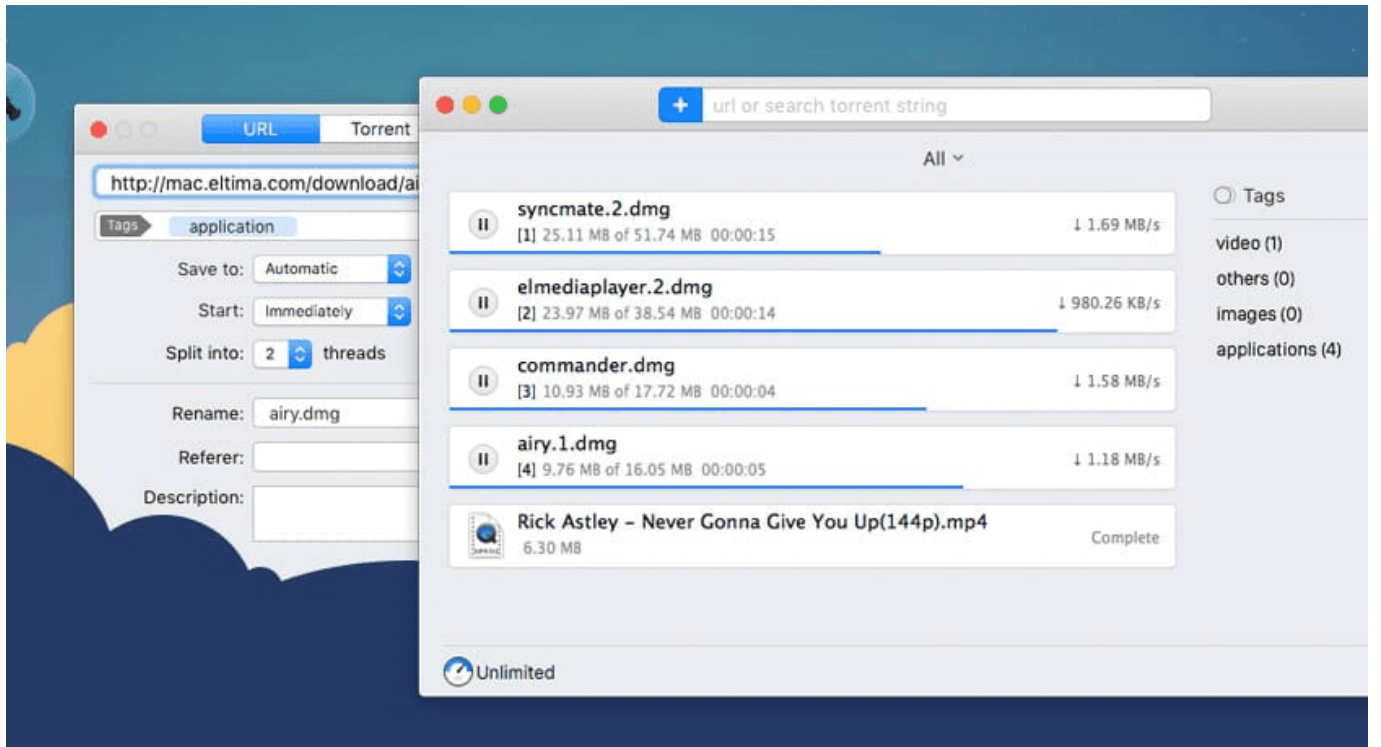 URL
Torrent
http://mac.eltima.com/download/ai
Tags
application
Save to: Automatic
Start: Immediately
Split into: 2 threads
Rename: airy.dmg
Referer:
Description:
+ url or search torrent string
All
syncmate.2.dmg
[1] 25.11 MB of 51.74 MB 00:00:15
↓ 1.69 MB/s
elmediaplayer.2.dmg
[2] 23.97 MB of 38.54 MB 00:00:14
↓ 980.26 KB/s
commander.dmg
[3] 10.93 MB of 17.72 MB 00:00:04
↓ 1.58 MB/s
airy.1.dmg
[4] 9.76 MB of 16.05 MB 00:00:05
↓ 1.18 MB/s
Rick Astley - Never Gonna Give You Up(144p).mp4
6.30 MB
Complete
Tags
video (1)
others (0)
images (0)
applications (4)
Unlimited